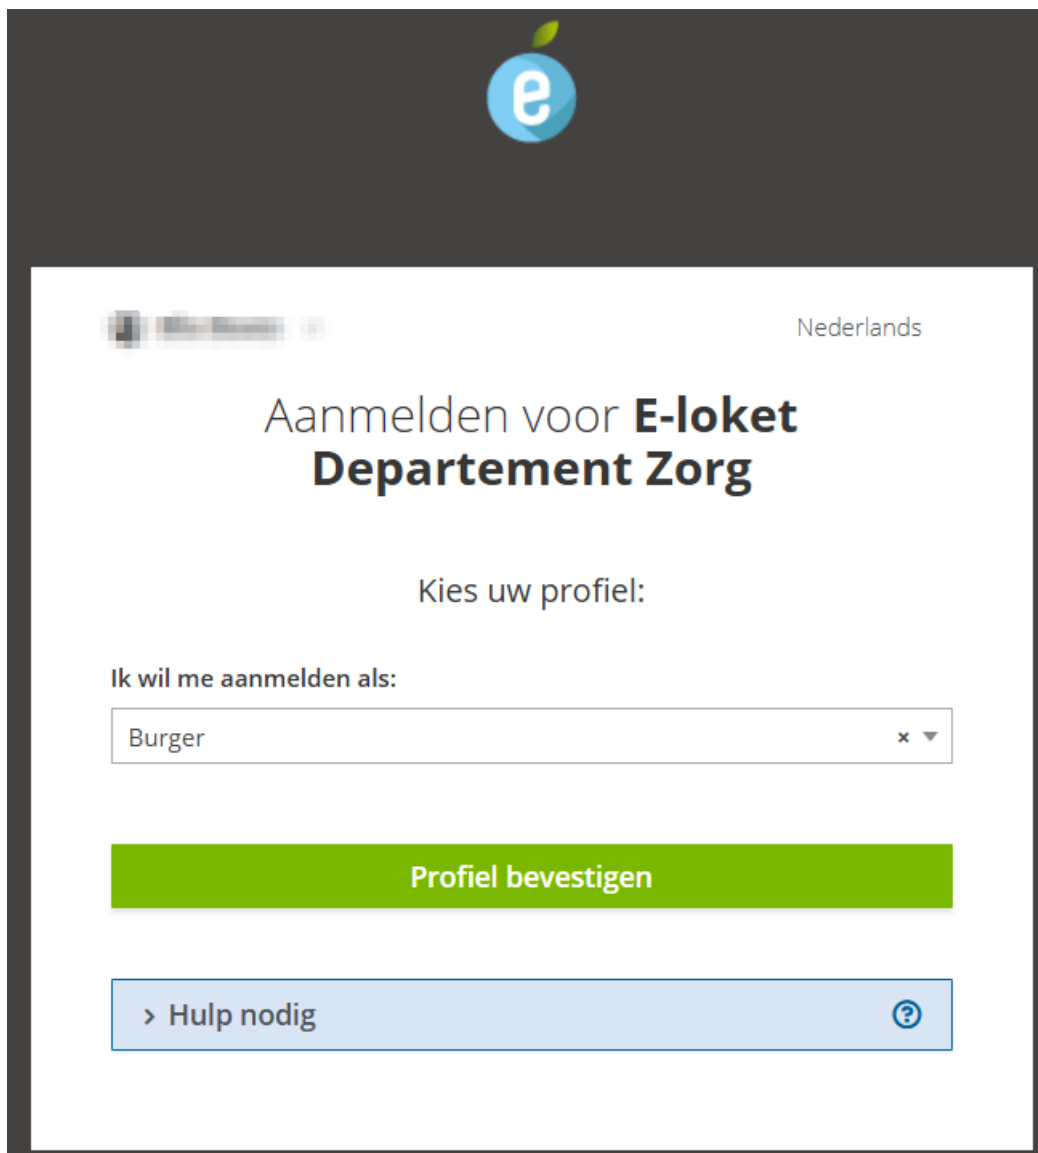 e
Nederlands
Aanmelden voor E-loket
Departement Zorg
Kies uw profiel:
Ik wil me aanmelden als:
Burger
Profiel bevestigen
Hulp nodig